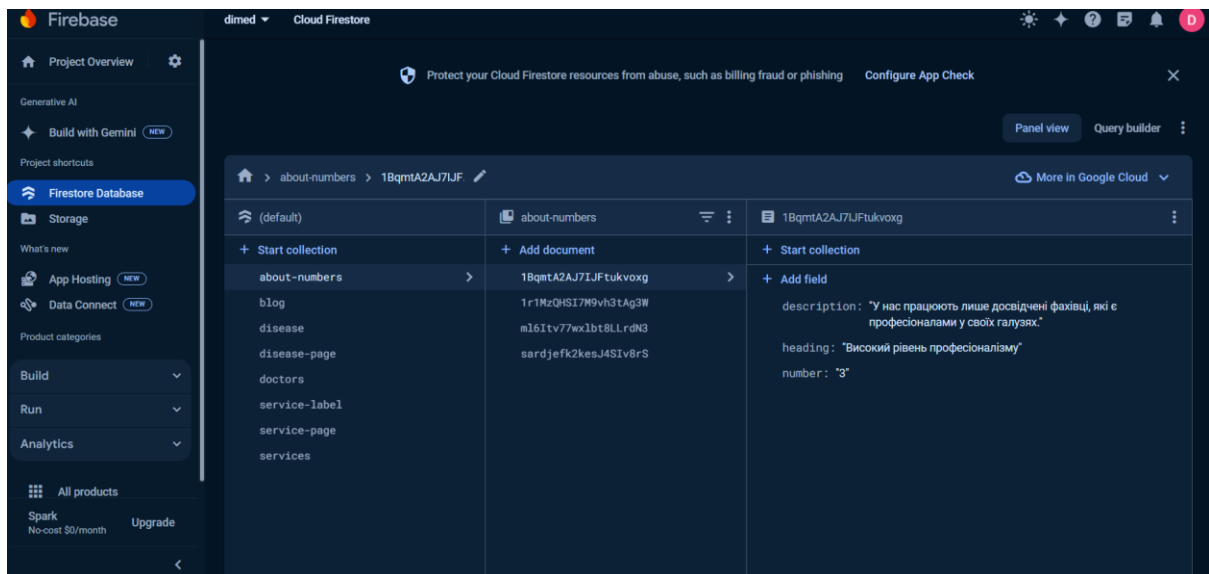 Firebase
dimed
Cloud Firestore
D
Project Overview
Generative AI
Build with Gemini
NEW
Project shortcuts
Firestore Database
Storage
What's new
App Hosting
NEW
Data Connect
NEW
Product categories
Build
Run
Analytics
All products
Spark
No-cost $0/month
Upgrade
Protect your Cloud Firestore resources from abuse, such as billing fraud or phishing
Configure App Check
Panel view
Query builder
about-numbers
1BqmtA2AJ7IJF.
More in Google Cloud
(default)
+ Start collection
about-numbers
blog
disease
disease-page
doctors
service-label
service-page
services
about-numbers
+ Add document
1BqmtA2AJ7IJFtukvoxg
1r1MzQHSI7M9vh3tAg3W
ml6Itv77wxlbt8LLrdN3
sardjefk2kesJ4SIv8rS
1BqmtA2AJ7IJFtukvoxg
+ Start collection
+ Add field
description: "У нас працюють лише досвідчені фахівці, які є
професіоналами у своїх галузях."
heading: "Високий рівень професіоналізму"
number: "3"